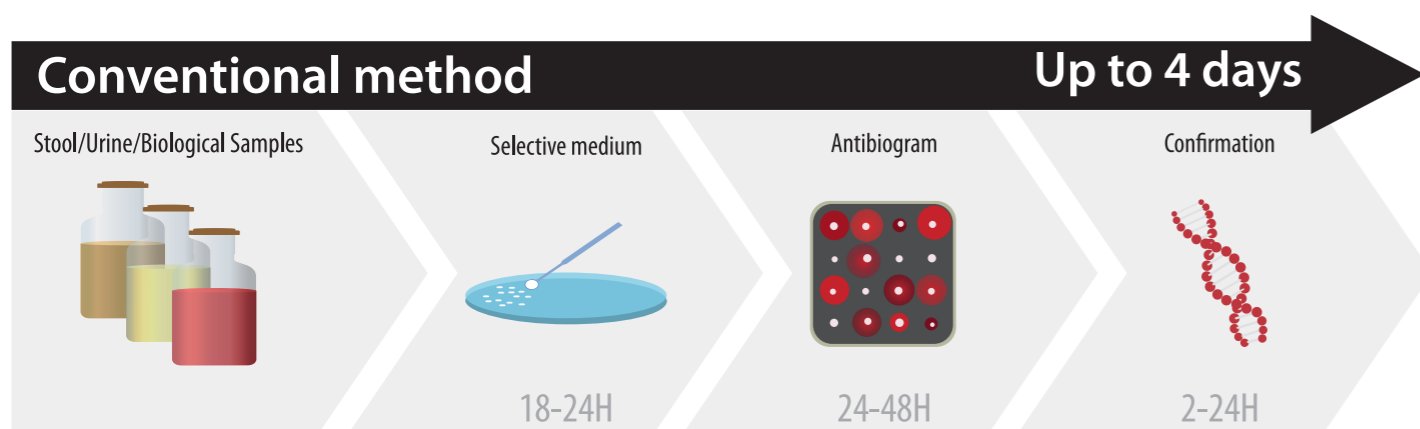 Conventional method
Up to 4 days
Stool/Urine/Biological Samples
Selective medium
Antibiogram
Confirmation
18-24H
24-48H
2-24H